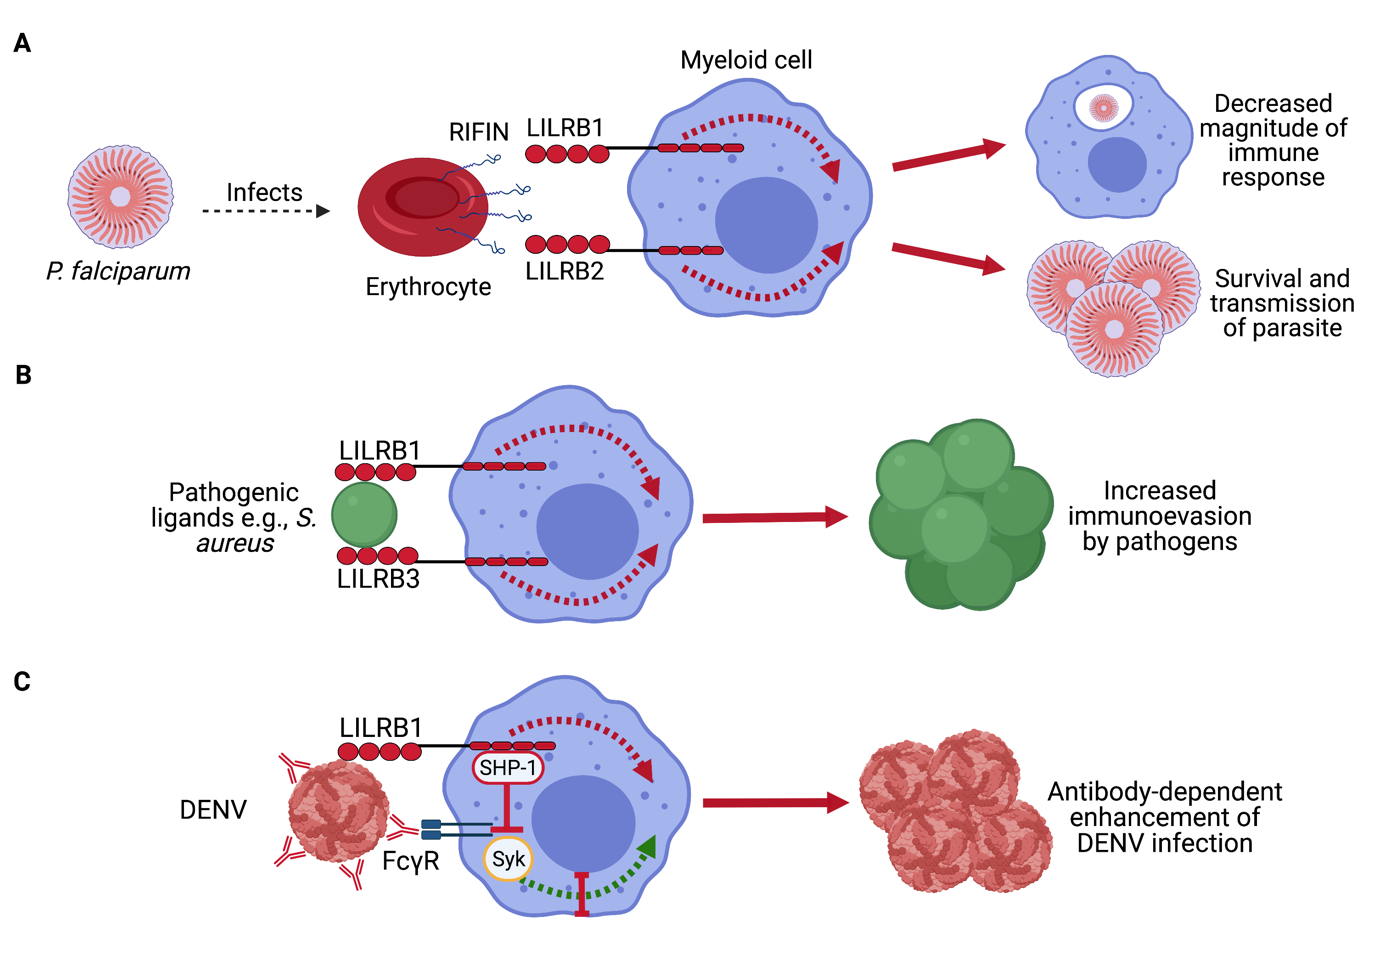 A
Myeloid cell
RIFIN
LILRB1
Infects
P. falciparum
Erythrocyte
LILRB2
Decreased
magnitude of
immune
response
Survival and
transmission
of parasite
B
LILRB1
Pathogenic
ligands e.g., S.
aureus
LILRB3
Increased
immunoevasion
by pathogens
C
LILRB1
SHP-1
DENV
FcγR
Syk
Antibody-dependent
enhancement of
DENV infection